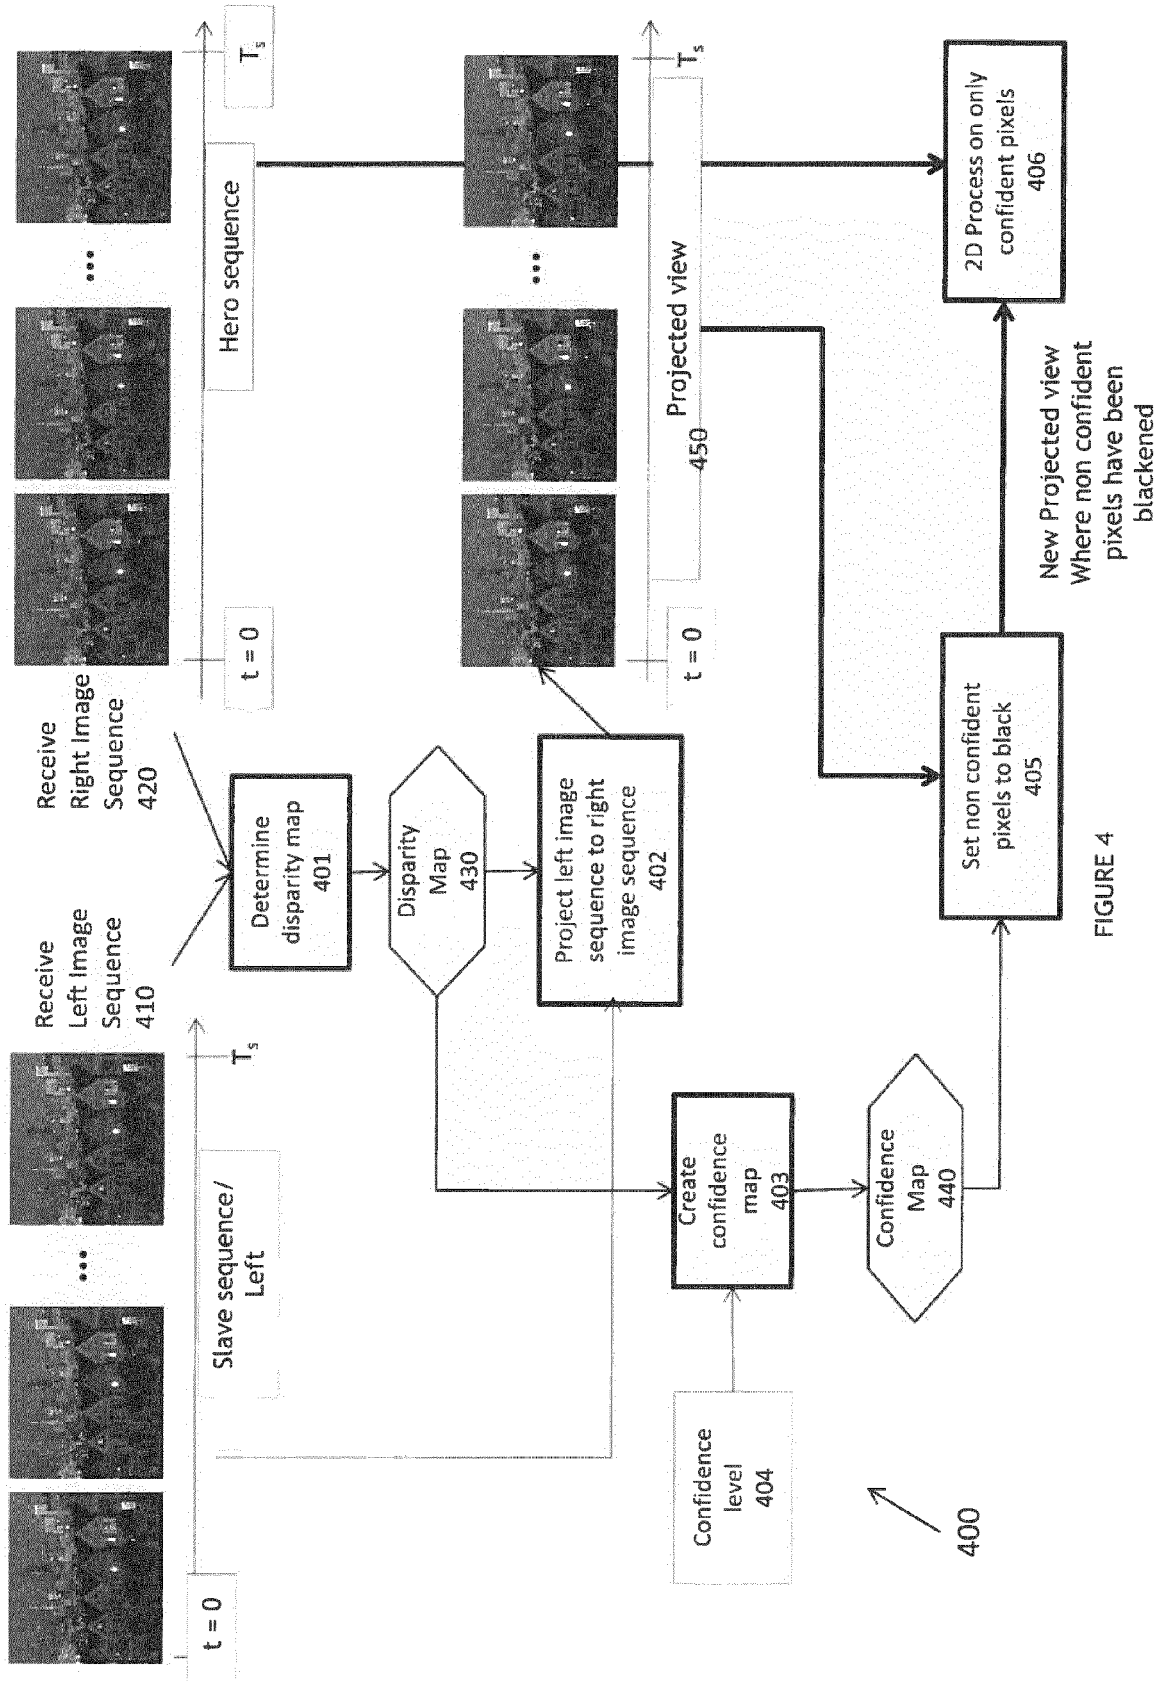 Receive
Left Image
Sequence
410
Receive
Right Image
Sequence
420
t = 0
Slave sequence/
Left
Ts
t = 0
Hero sequence
Ts
Determine
disparity map
401
Disparity
Map
430
Project left image
sequence to right
image sequence
402
t = 0
Projected view
450
Ts
Confidence
level
404
Create
confidence
map
403
Confidence
Map
440
Set non confident
pixels to black
405
New Projected view
Where non confident
pixels have been
blackened
2D Process on only
confident pixels
406
400
FIGURE 4